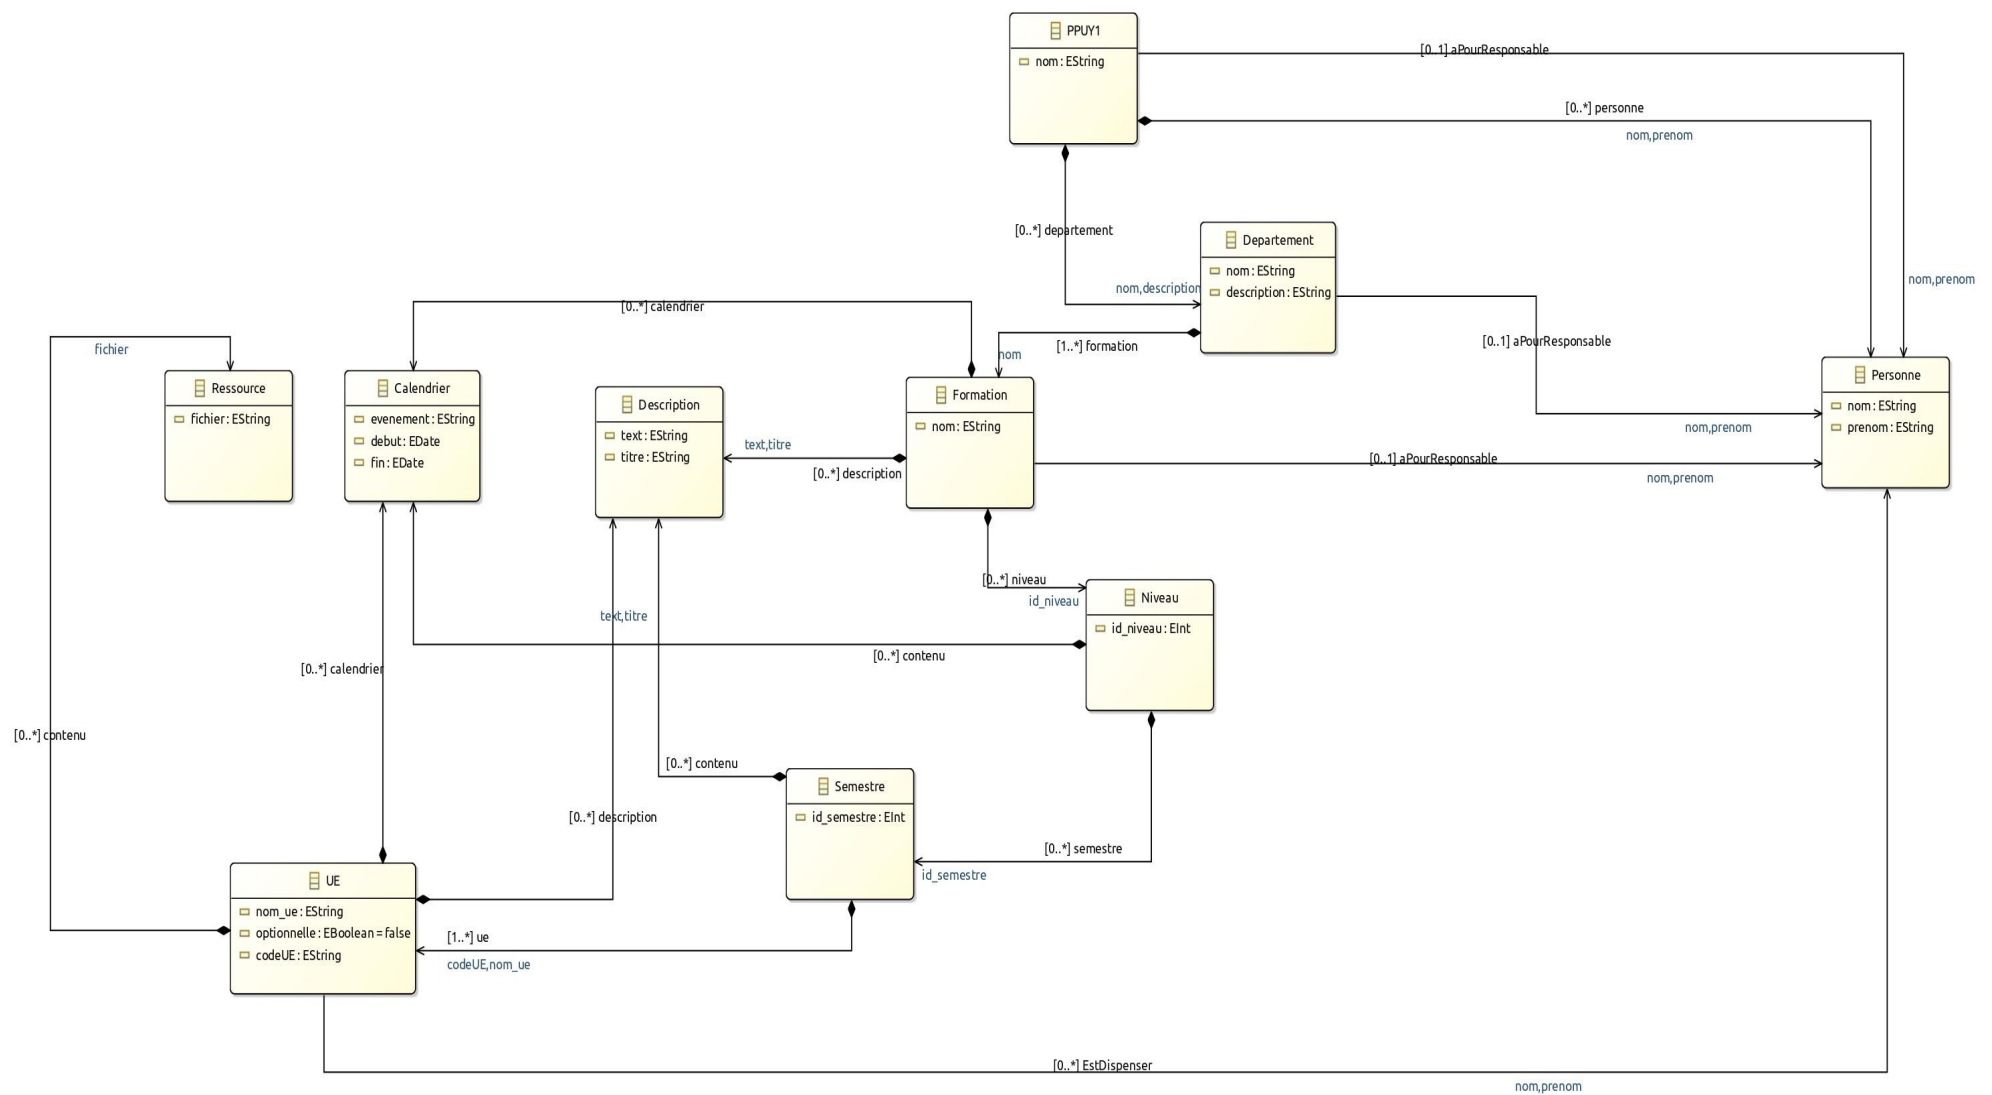 PPUY1
nom : EString
[0..1] aPourResponsable
[0..*] personne
nom,prenom
[0..*] departement
nom,description
Departement
nom : EString
description : EString
nom,prenom
[0..*] calendrier
[1..*] formation
nom
[0..1] aPourResponsable
fichier
Ressource
fichier : EString
Calendrier
evenement : EString
debut : EDate
fin : EDate
Description
text : EString
titre : EString
text,titre
[0..*] description
Formation
nom : EString
Personne
nom : EString
prenom : EString
nom,prenom
[0..1] aPourResponsable
nom,prenom
[0..*] niveau
id_niveau
Niveau
id_niveau : EInt
text,titre
[0..*] contenu
[0..*] calendrier
[0..*] contenu
[0..*] contenu
Semestre
id_semestre : EInt
[0..*] description
[0..*] semestre
id_semestre
UE
nom_ue : EString
optionnelle : EBoolean = false
codeUE : EString
[1..*] ue
codeUE,nom_ue
[0..*] EstDispenser
nom,prenom